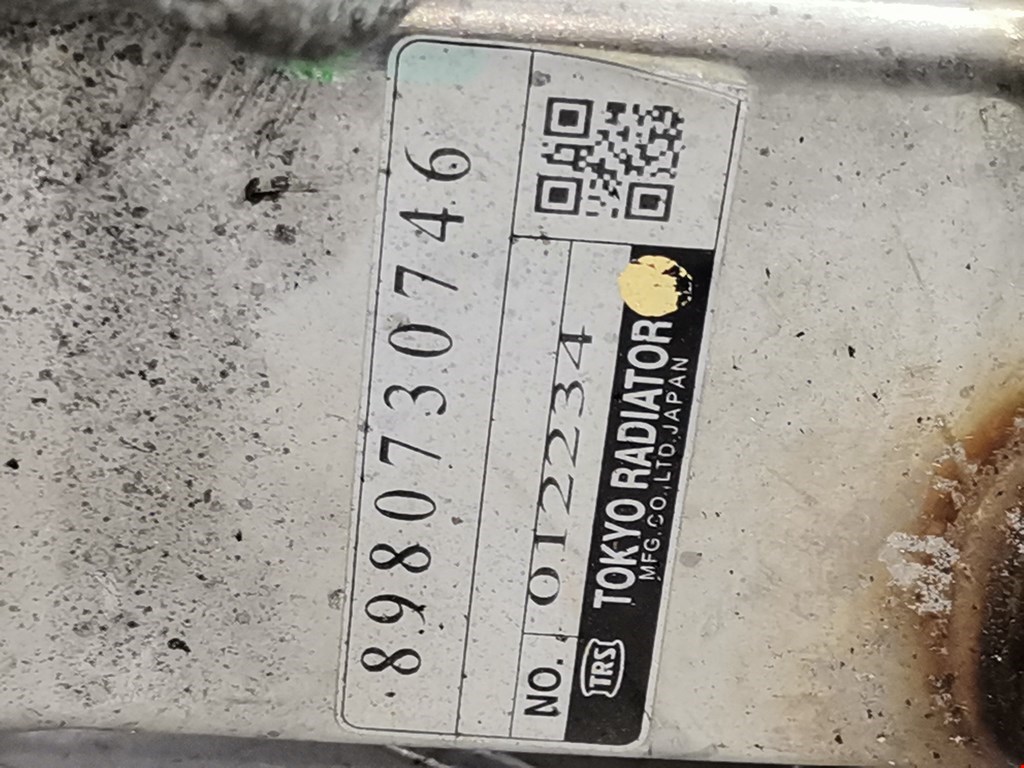 8980730746
NO. 012234
TRS TOKYO RADIATOR
MFG.CO.,LTD.JAPAN